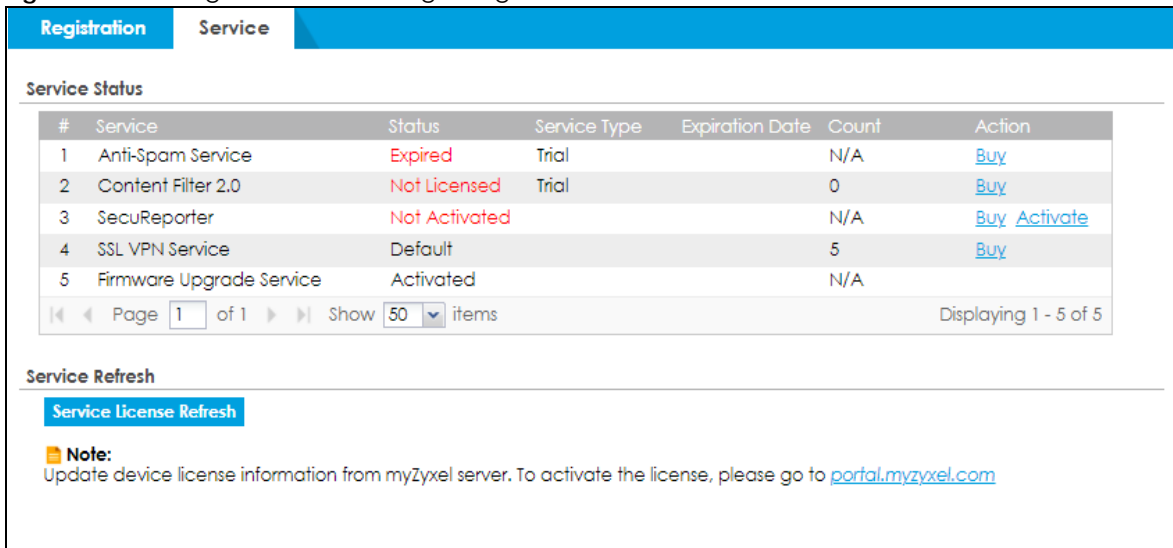 Registration Service
Service Status
# Service Status Service Type Expiration Date Count Action
1 Anti-Spam Service Expired Trial N/A Buy
2 Content Filter 2.0 Not Licensed Trial 0 Buy
3 SecuReporter Not Activated N/A Buy Activate
4 SSL VPN Service Default 5 Buy
5 Firmware Upgrade Service Activated N/A
Page 1 of 1 Show 50 items Displaying 1 - 5 of 5
Service Refresh
Service License Refresh
Note:
Update device license information from myZyxel server. To activate the license, please go to portal.myzyxel.com